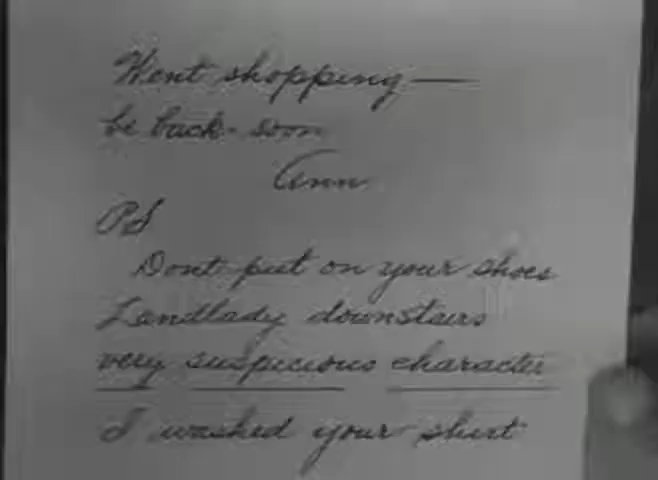 Went shopping—
be back soon
Ann
PS
Dont put on your shoes
Landlady downstairs
very suspicious character
I washed your shirt